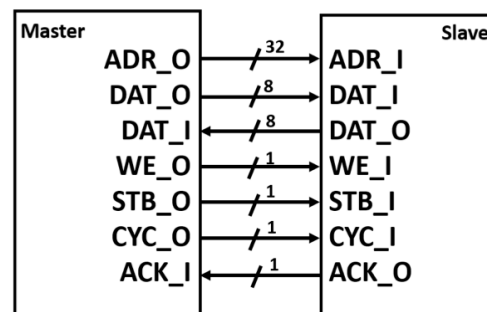 Master Slave
ADR_O 32 ADR_I
DAT_O 8 DAT_I
DAT_I 8 DAT_O
WE_O 1 WE_I
STB_O 1 STB_I
CYC_O 1 CYC_I
ACK_I 1 ACK_O